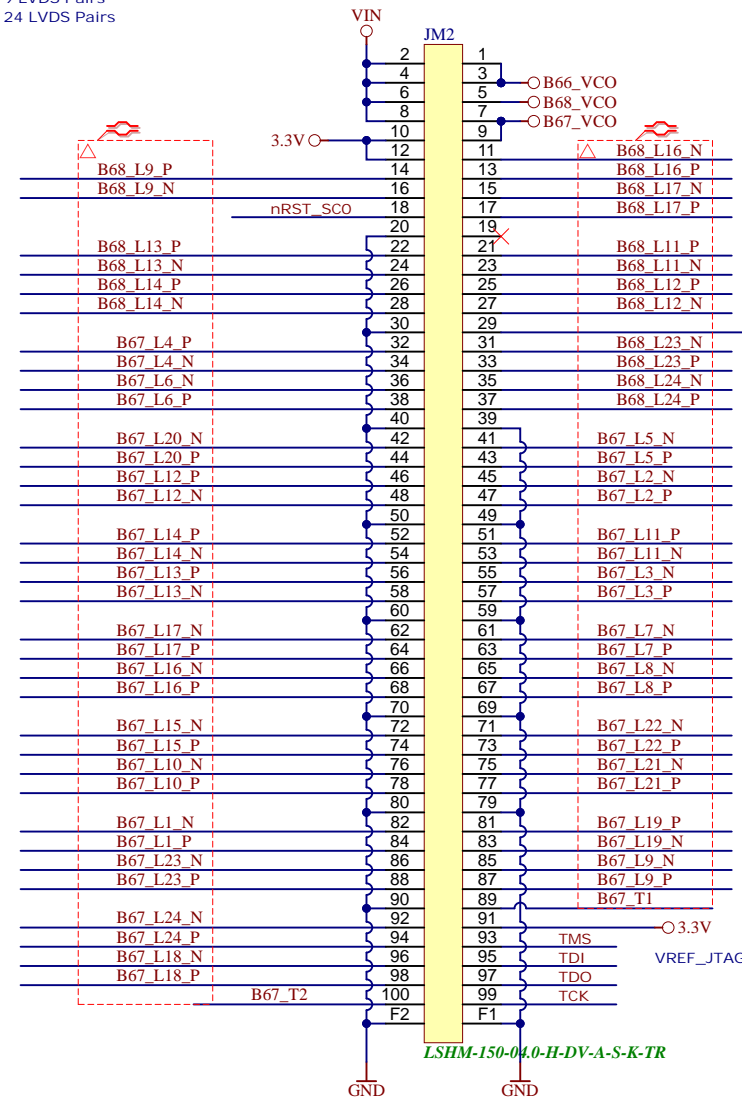 LVDS Pairs
24 LVDS Pairs
VIN
JM2
2 1
4 3 B66_VCO
6 5 B68_VCO
8 7 B67_VCO
3.3V 10 9
12 11 B68_L16_N
B68_L9_P 14 13 B68_L16_P
B68_L9_N 16 15 B68_L17_N
nRST_SC0 18 17 B68_L17_P
20 19
B68_L13_P 22 21 B68_L11_P
B68_L13_N 24 23 B68_L11_N
B68_L14_P 26 25 B68_L12_P
B68_L14_N 28 27 B68_L12_N
30 29
B67_L4_P 32 31 B68_L23_N
B67_L4_N 34 33 B68_L23_P
B67_L6_N 36 35 B68_L24_N
B67_L6_P 38 37 B68_L24_P
40 39
B67_L20_N 42 41 B67_L5_N
B67_L20_P 44 43 B67_L5_P
B67_L12_P 46 45 B67_L2_N
B67_L12_N 48 47 B67_L2_P
50 49
B67_L14_P 52 51 B67_L11_P
B67_L14_N 54 53 B67_L11_N
B67_L13_P 56 55 B67_L3_N
B67_L13_N 58 57 B67_L3_P
60 59
B67_L17_N 62 61 B67_L7_N
B67_L17_P 64 63 B67_L7_P
B67_L16_N 66 65 B67_L8_N
B67_L16_P 68 67 B67_L8_P
70 69
B67_L15_N 72 71 B67_L22_N
B67_L15_P 74 73 B67_L22_P
B67_L10_N 76 75 B67_L21_N
B67_L10_P 78 77 B67_L21_P
80 79
B67_L1_N 82 81 B67_L19_P
B67_L1_P 84 83 B67_L19_N
B67_L23_N 86 85 B67_L9_N
B67_L23_P 88 87 B67_L9_P
90 89 B67_T1
B67_L24_N 92 91 3.3V
B67_L24_P 94 93 TMS
B67_L18_N 96 95 TDI VREF_JTAG
B67_L18_P 98 97 TDO
B67_T2 100 99 TCK
F2 F1
LSHM-150-04.0-H-DV-A-S-K-TR
GND GND